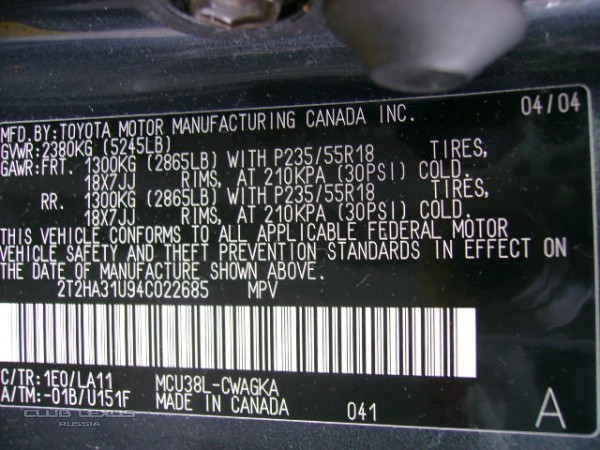 04/04
MFD.BY:TOYOTA MOTOR MANUFACTURING CANADA INC.
GVWR:2380KG (5245LB)
GAWR:FRT. 1300KG (2865LB) WITH P235/55R18 TIRES,
18X7JJ RIMS, AT 210KPA (30PSI) COLD.
RR. 1300KG (2865LB) WITH P235/55R18 TIRES,
18X7JJ RIMS, AT 210KPA (30PSI) COLD.
THIS VEHICLE CONFORMS TO ALL APPLICABLE FEDERAL MOTOR
VEHICLE SAFETY AND THEFT PREVENTION STANDARDS IN EFFECT ON
THE DATE OF MANUFACTURE SHOWN ABOVE.
2T2HA31U94C022685 MPV
C/TR:1E0/LA11 MCU38L-CWAGKA
A/TM:-01B/U151F MADE IN CANADA 041 A
CLUB LEXUS
RUSSIA